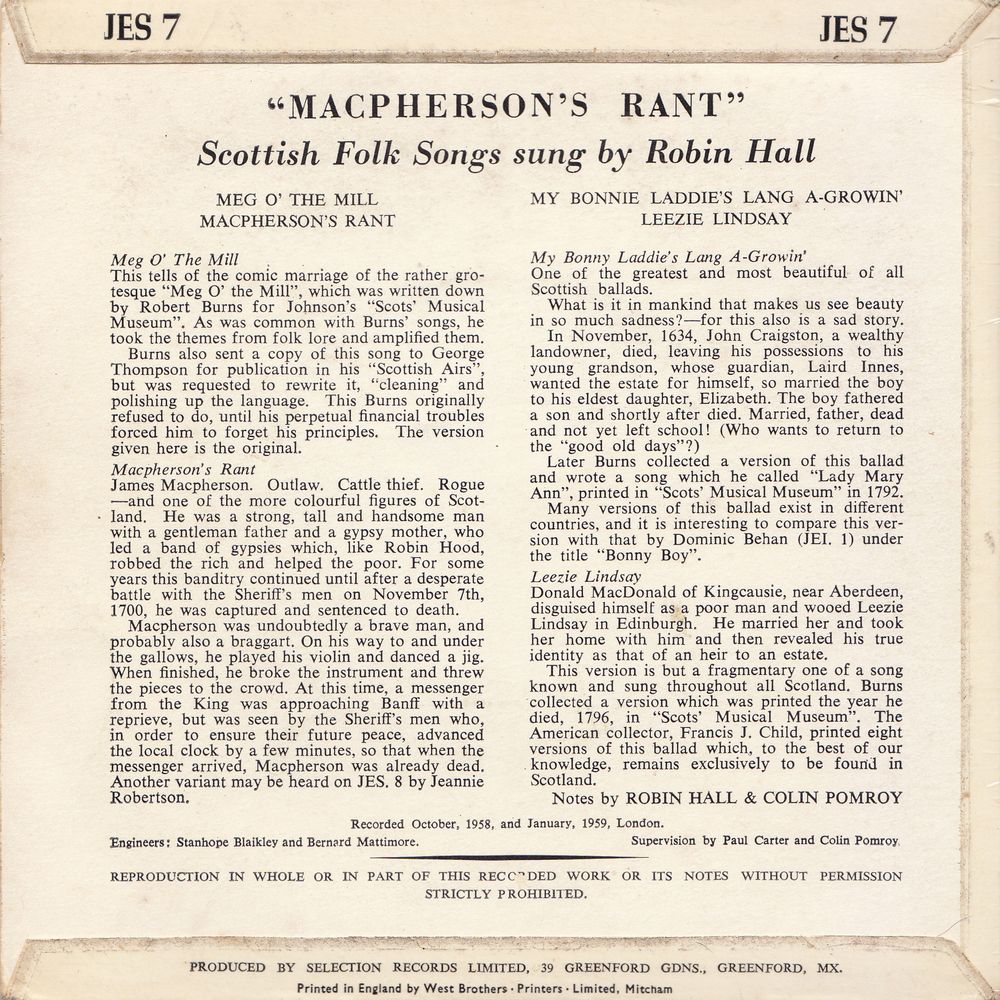 JES 7
JES 7
“MACPHERSON’S RANT”
Scottish Folk Songs sung by Robin Hall
MEG O’ THE MILL
MACPHERSON’S RANT
MY BONNIE LADDIE’S LANG A-GROWIN’
LEEZIE LINDSAY
Meg O’ The Mill
This tells of the comic marriage of the rather gro-
tesque “Meg O’ the Mill”, which was written down
by Robert Burns for Johnson’s “Scots’ Musical
Museum”. As was common with Burns’ songs, he
took the themes from folk lore and amplified them.
Burns also sent a copy of this song to George
Thompson for publication in his “Scottish Airs”,
but was requested to rewrite it, “cleaning” and
polishing up the language. This Burns originally
refused to do, until his perpetual financial troubles
forced him to forget his principles. The version
given here is the original.
Macpherson’s Rant
James Macpherson. Outlaw. Cattle thief. Rogue
—and one of the more colourful figures of Scot-
land. He was a strong, tall and handsome man
with a gentleman father and a gypsy mother, who
led a band of gypsies which, like Robin Hood,
robbed the rich and helped the poor. For some
years this banditry continued until after a desperate
battle with the Sheriff’s men on November 7th,
1700, he was captured and sentenced to death.
Macpherson was undoubtedly a brave man, and
probably also a braggart. On his way to and under
the gallows, he played his violin and danced a jig.
When finished, he broke the instrument and threw
the pieces to the crowd. At this time, a messenger
from the King was approaching Banff with a
reprieve, but was seen by the Sheriff’s men who,
in order to ensure their future peace, advanced
the local clock by a few minutes, so that when the
messenger arrived, Macpherson was already dead.
Another variant may be heard on JES. 8 by Jeannie
Robertson.
My Bonny Laddie’s Lang A-Growin’
One of the greatest and most beautiful of all
Scottish ballads.
What is it in mankind that makes us see beauty
in so much sadness?—for this also is a sad story.
In November, 1634, John Craigston, a wealthy
landowner, died, leaving his possessions to his
young grandson, whose guardian, Laird Innes,
wanted the estate for himself, so married the boy
to his eldest daughter, Elizabeth. The boy fathered
a son and shortly after died. Married, father, dead
and not yet left school! (Who wants to return to
the “good old days”?)
Later Burns collected a version of this ballad
and wrote a song which he called “Lady Mary
Ann”, printed in “Scots’ Musical Museum” in 1792.
Many versions of this ballad exist in different
countries, and it is interesting to compare this ver-
sion with that by Dominic Behan (JEI. 1) under
the title “Bonny Boy”.
Leezie Lindsay
Donald MacDonald of Kingcausie, near Aberdeen,
disguised himself as a poor man and wooed Leezie
Lindsay in Edinburgh. He married her and took
her home with him and then revealed his true
identity as that of an heir to an estate.
This version is but a fragmentary one of a song
known and sung throughout all Scotland. Burns
collected a version which was printed the year he
died, 1796, in “Scots’ Musical Museum”. The
American collector, Francis J. Child, printed eight
versions of this ballad which, to the best of our
knowledge, remains exclusively to be found in
Scotland.
Notes by ROBIN HALL & COLIN POMROY
Recorded October, 1958, and January, 1959, London.
Engineers: Stanhope Blaikley and Bernard Mattimore.
Supervision by Paul Carter and Colin Pomroy.
REPRODUCTION IN WHOLE OR IN PART OF THIS RECORDED WORK OR ITS NOTES WITHOUT PERMISSION
STRICTLY PROHIBITED.
PRODUCED BY SELECTION RECORDS LIMITED, 39 GREENFORD GDNS., GREENFORD, MX.
Printed in England by West Brothers · Printers · Limited, Mitcham